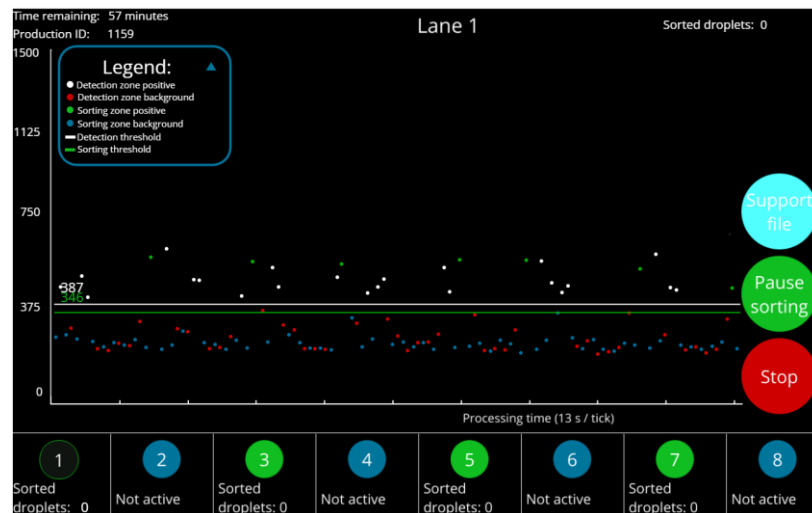 Time remaining: 57 minutes
Production ID: 1159
Lane 1
Sorted droplets: 0
1500
1125
750
375
0
Legend:
Detection zone positive
Detection zone background
Sorting zone positive
Sorting zone background
Detection threshold
Sorting threshold
387
346
Support
file
Pause
sorting
Stop
Processing time (13 s / tick)
1
Sorted
droplets: 0
2
Not active
3
Sorted
droplets: 0
4
Not active
5
Sorted
droplets: 0
6
Not active
7
Sorted
droplets: 0
8
Not active